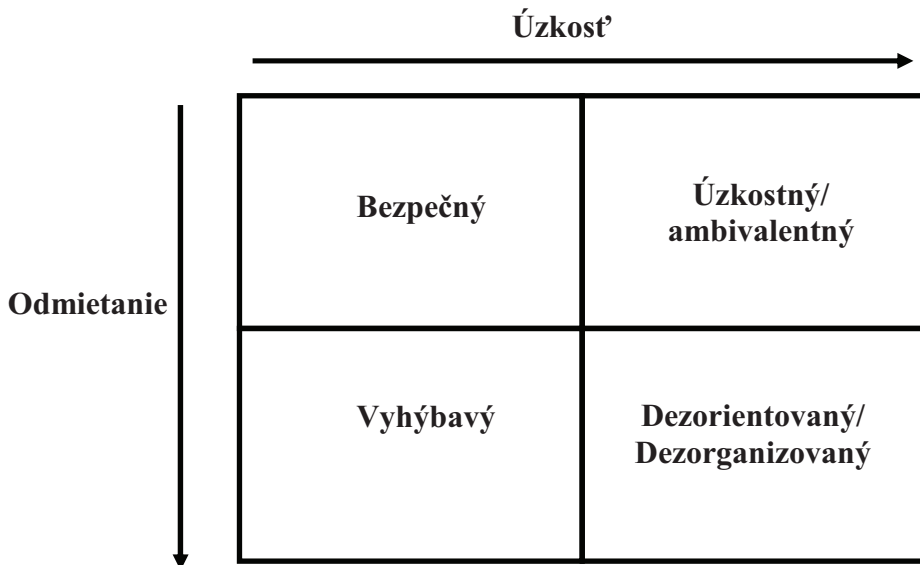 Úzkosť
Bezpečný
Úzkostný/
ambivalentný
Odmietanie
Vyhýbavý
Dezorientovaný/
Dezorganizovaný